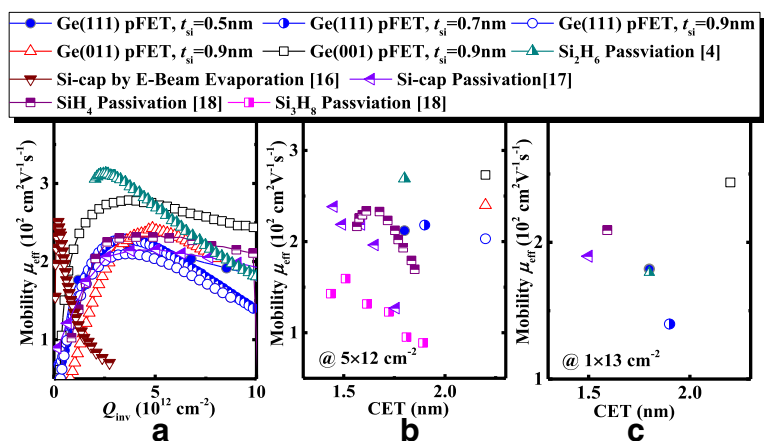 Ge(111) pFET, tsi=0.5nm Ge(111) pFET, tsi=0.7nm Ge(111) pFET, tsi=0.9nm
Ge(011) pFET, tsi=0.9nm Ge(001) pFET, tsi=0.9nm Si2H6 Passviation [4]
Si-cap by E-Beam Evaporation [16] Si-cap Passivation[17]
SiH4 Passivation [18] Si3H8 Passviation [18]
Mobility μeff (10² cm²V⁻¹s⁻¹)
3
2
1
0 5 10
Qinv (10¹² cm⁻²)
a
Mobility μeff (10² cm²V⁻¹s⁻¹)
3
2
1
@ 5×12 cm⁻²
1.5 2.0
CET (nm)
b
Mobility μeff (10² cm²V⁻¹s⁻¹)
2
1
@ 1×13 cm⁻²
1.5 2.0
CET (nm)
c